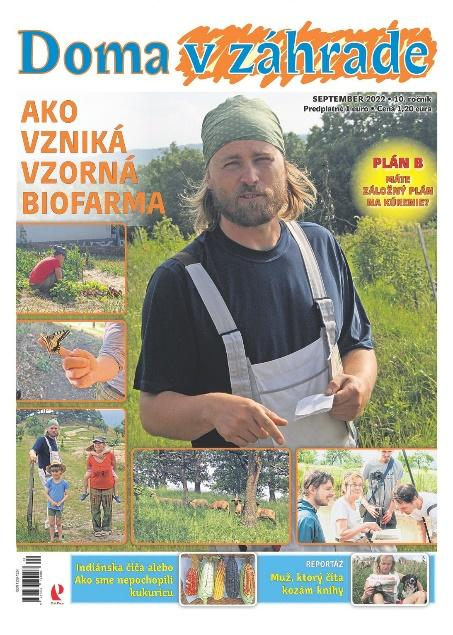 Doma v záhrade
SEPTEMBER 2022 • 10. ročník
Predplatné 1 euro • Cena 1,20 eura
AKO
VZNIKÁ
VZORNÁ
BIOFARMA
PLÁN B
MÁTE
ZÁLOŽNÝ PLÁN
NA KÚRENIE?
Indiánska čiča alebo
Ako sme nepochopili
kukuricu
REPORTÁŽ
Muž, ktorý číta
kozám knihy